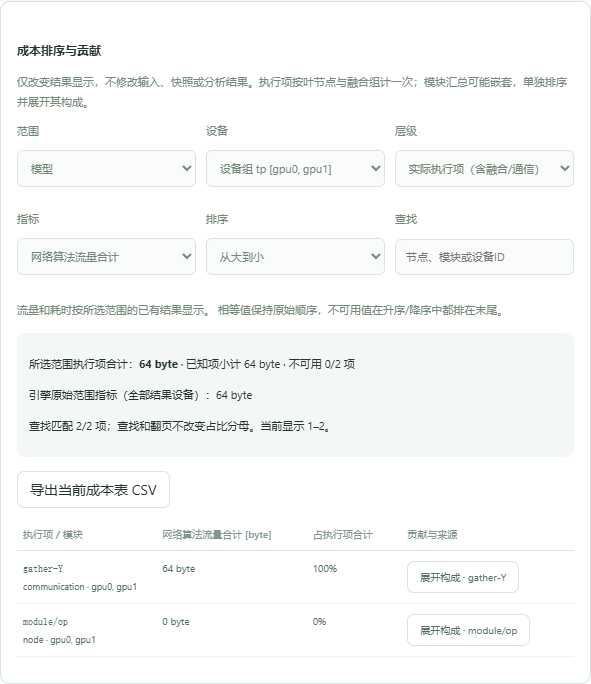 成本排序与贡献
仅改变结果显示，不修改输入、快照或分析结果。执行项按叶节点与融合组计一次；模块汇总可能嵌套，单独排序
并展开其构成。
范围
设备
层级
模型
设备组 tp [gpu0, gpu1]
实际执行项（含融合/通信）
指标
排序
查找
网络算法流量合计
从大到小
节点、模块或设备ID
流量和耗时按所选范围的已有结果显示。 相等值保持原始顺序，不可用值在升序/降序中都排在末尾。
所选范围执行项合计：64 byte · 已知项小计 64 byte · 不可用 0/2 项
引擎原始范围指标（全部结果设备）：64 byte
查找匹配 2/2 项；查找和翻页不改变占比分母。当前显示 1–2。
导出当前成本表 CSV
执行项 / 模块
网络算法流量合计 [byte]
占执行项合计
贡献与来源
gather-Y
communication · gpu0, gpu1
64 byte
100%
展开构成 · gather-Y
module/op
node · gpu0, gpu1
0 byte
0%
展开构成 · module/op